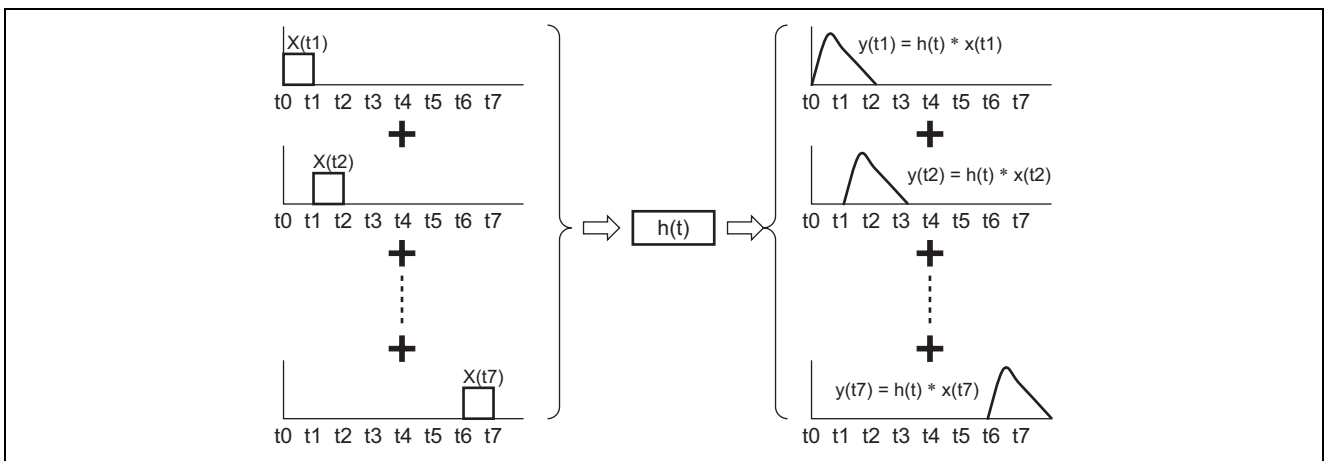 X(t1)
t0 t1 t2 t3 t4 t5 t6 t7
+
X(t2)
t0 t1 t2 t3 t4 t5 t6 t7
+
+
X(t7)
t0 t1 t2 t3 t4 t5 t6 t7
h(t)
y(t1) = h(t) * x(t1)
t0 t1 t2 t3 t4 t5 t6 t7
+
y(t2) = h(t) * x(t2)
t0 t1 t2 t3 t4 t5 t6 t7
+
+
y(t7) = h(t) * x(t7)
t0 t1 t2 t3 t4 t5 t6 t7